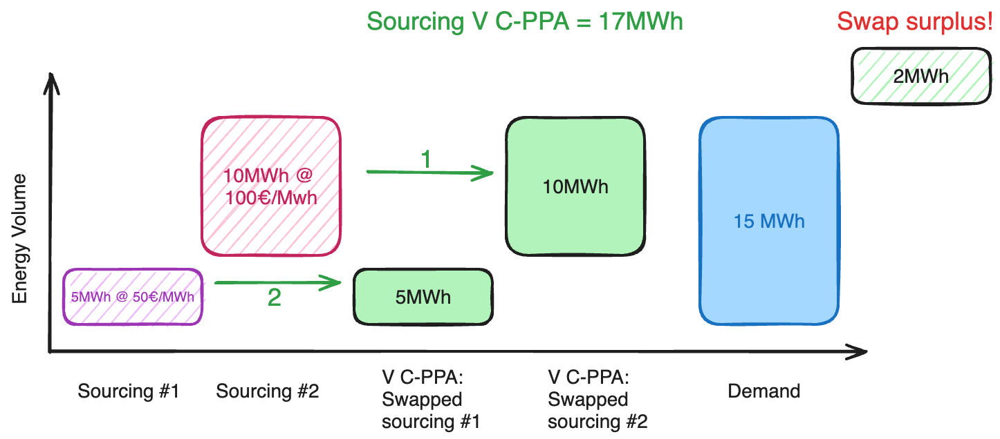 Sourcing V C-PPA = 17MWh
Swap surplus!
2MWh
Energy Volume
10MWh @
100€/Mwh
1
10MWh
15 MWh
5MWh @ 50€/MWh
2
5MWh
Sourcing #1
Sourcing #2
V C-PPA:
Swapped
sourcing #1
V C-PPA:
Swapped
sourcing #2
Demand